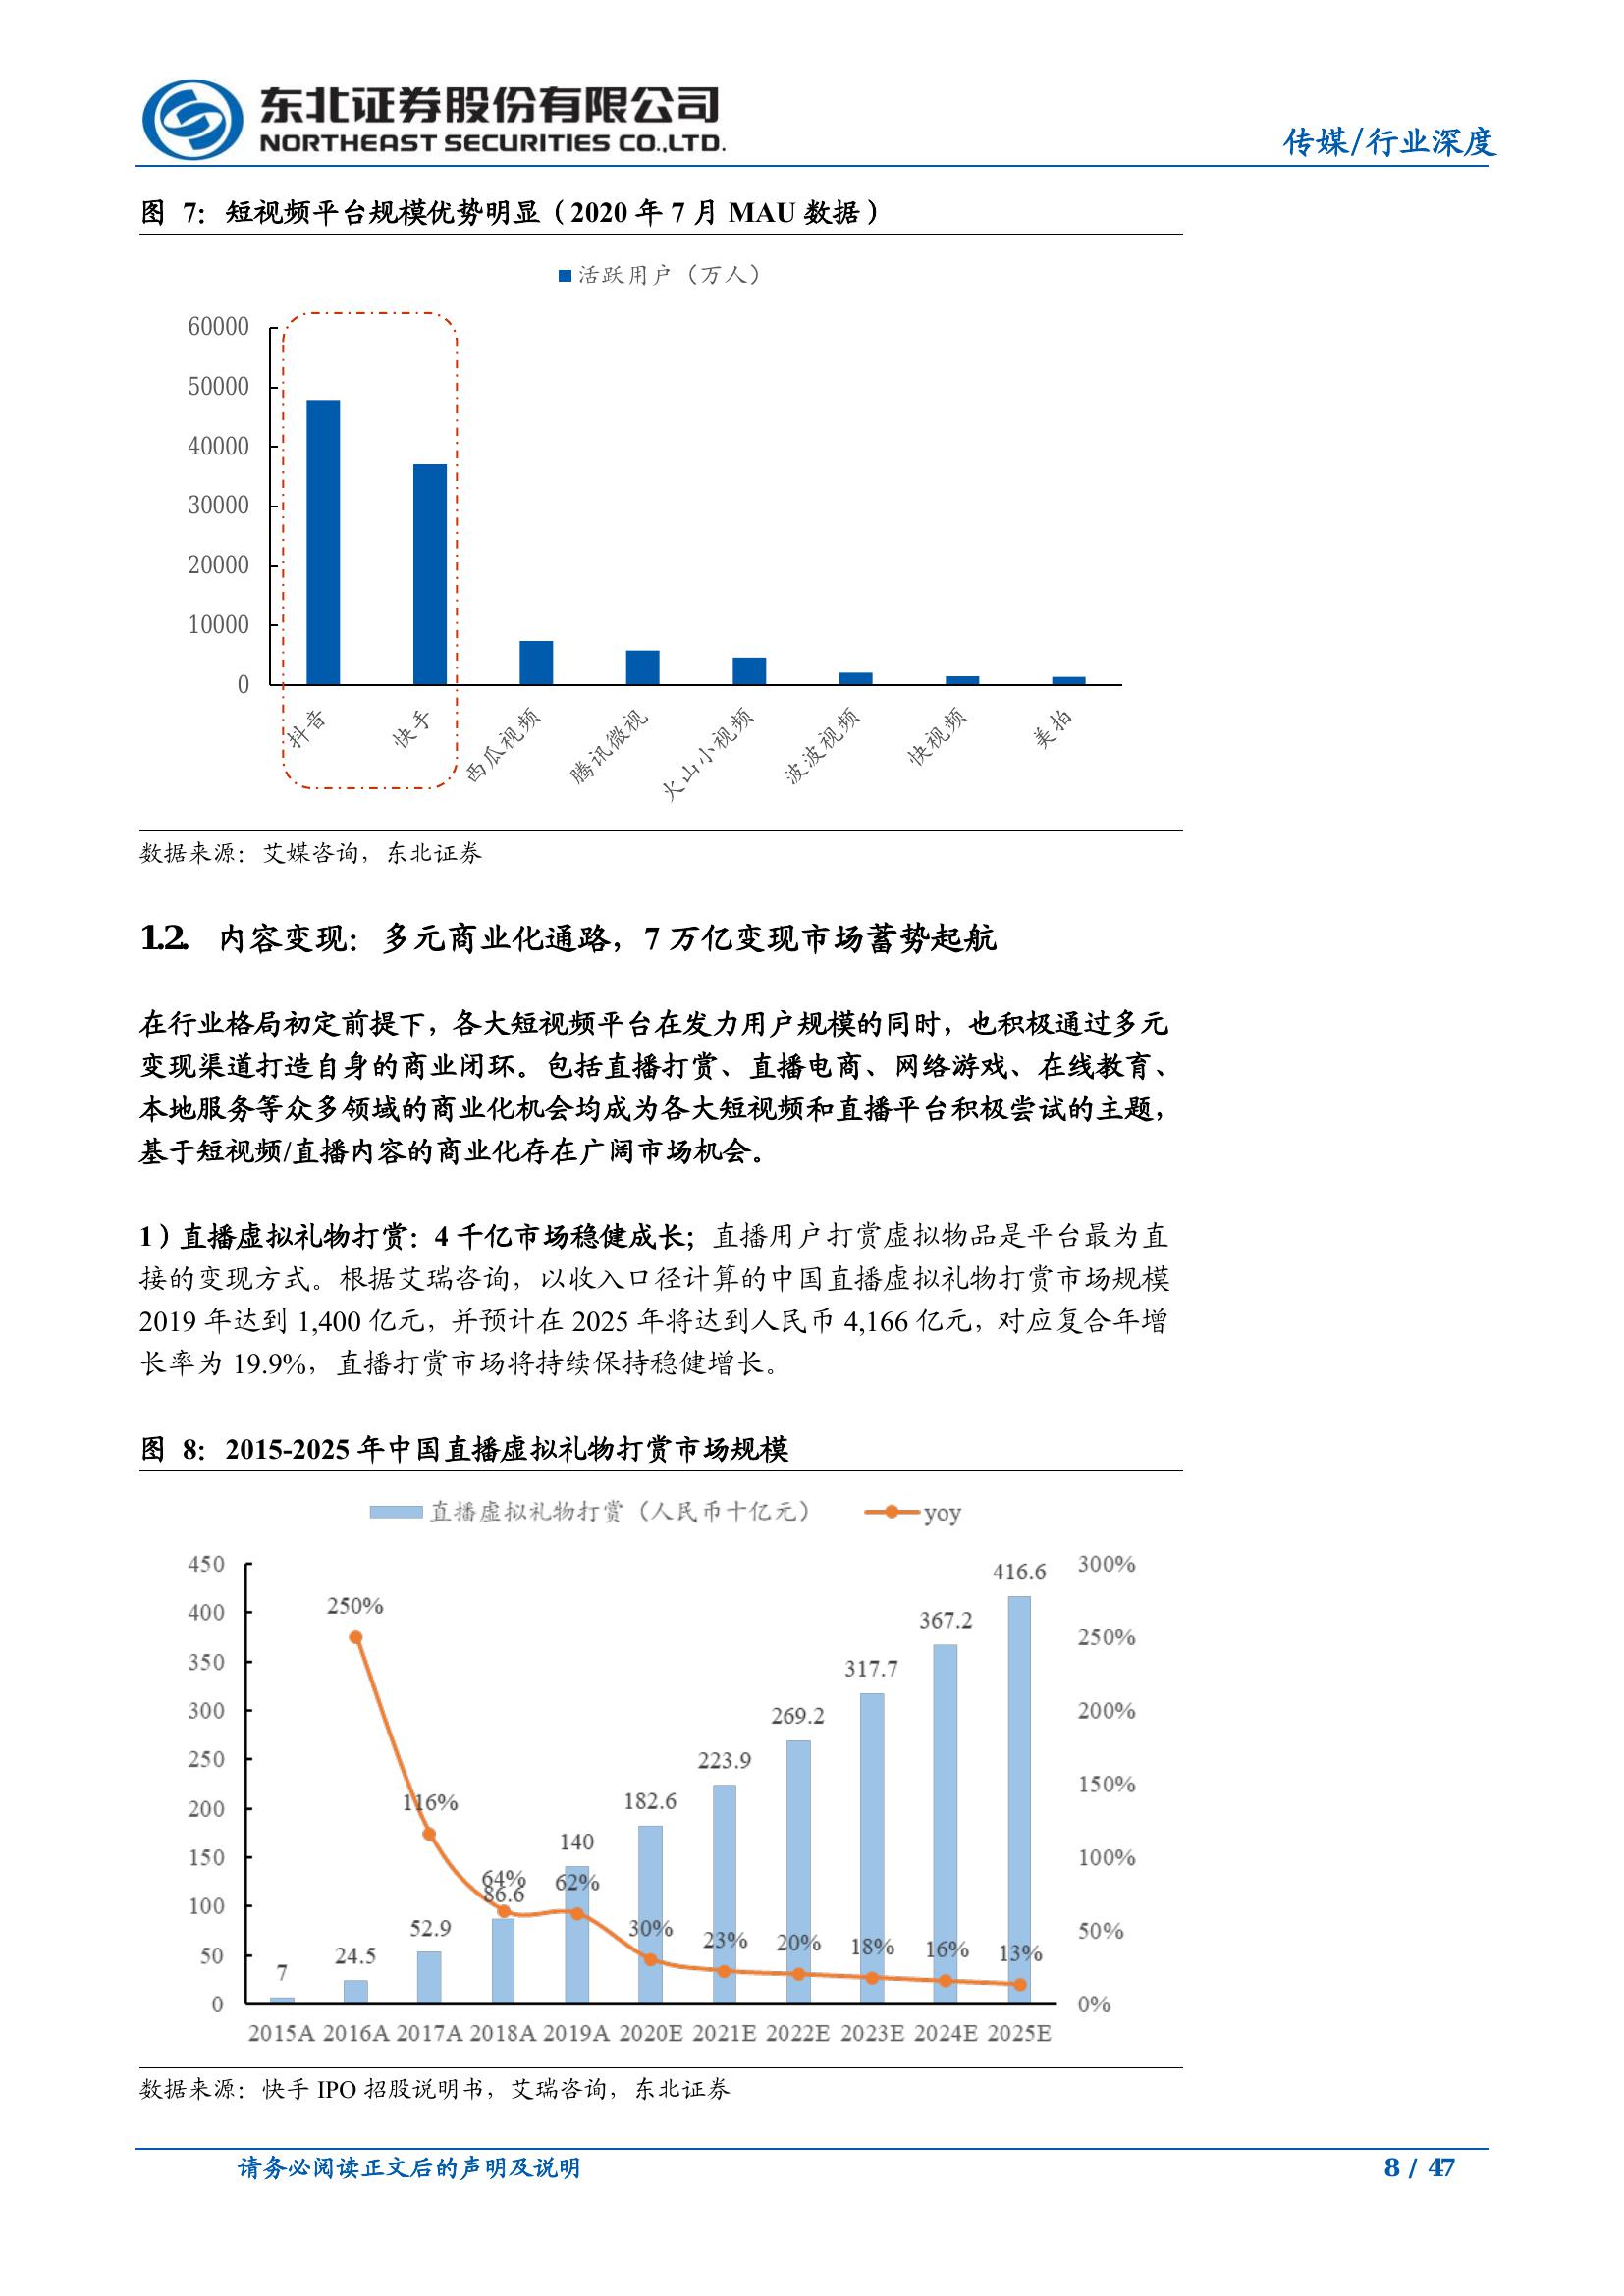 东北证券股份有限公司
NORTHEAST SECURITIES CO.,LTD.
传媒/行业深度
图 7：短视频平台规模优势明显（2020 年 7 月 MAU 数据）
活跃用户（万人）
60000
50000
40000
30000
20000
10000
0
抖音
快手
西瓜视频
腾讯微视
火山小视频
波波视频
快视频
美拍
数据来源：艾媒咨询，东北证券
1.2. 内容变现：多元商业化通路，7 万亿变现市场蓄势起航
在行业格局初定前提下，各大短视频平台在发力用户规模的同时，也积极通过多元
变现渠道打造自身的商业闭环。包括直播打赏、直播电商、网络游戏、在线教育、
本地服务等众多领域的商业化机会均成为各大短视频和直播平台积极尝试的主题，
基于短视频/直播内容的商业化存在广阔市场机会。
1）直播虚拟礼物打赏：4 千亿市场稳健成长；直播用户打赏虚拟物品是平台最为直
接的变现方式。根据艾瑞咨询，以收入口径计算的中国直播虚拟礼物打赏市场规模
2019 年达到 1,400 亿元，并预计在 2025 年将达到人民币 4,166 亿元，对应复合年增
长率为 19.9%，直播打赏市场将持续保持稳健增长。
图 8：2015-2025 年中国直播虚拟礼物打赏市场规模
直播虚拟礼物打赏（人民币十亿元） yoy
450
400
350
300
250
200
150
100
50
0
300%
250%
200%
150%
100%
50%
0%
7
24.5
52.9
86.6
140
182.6
223.9
269.2
317.7
367.2
416.6
250%
116%
64%
62%
30%
23%
20%
18%
16%
13%
2015A 2016A 2017A 2018A 2019A 2020E 2021E 2022E 2023E 2024E 2025E
数据来源：快手 IPO 招股说明书，艾瑞咨询，东北证券
请务必阅读正文后的声明及说明
8 / 47